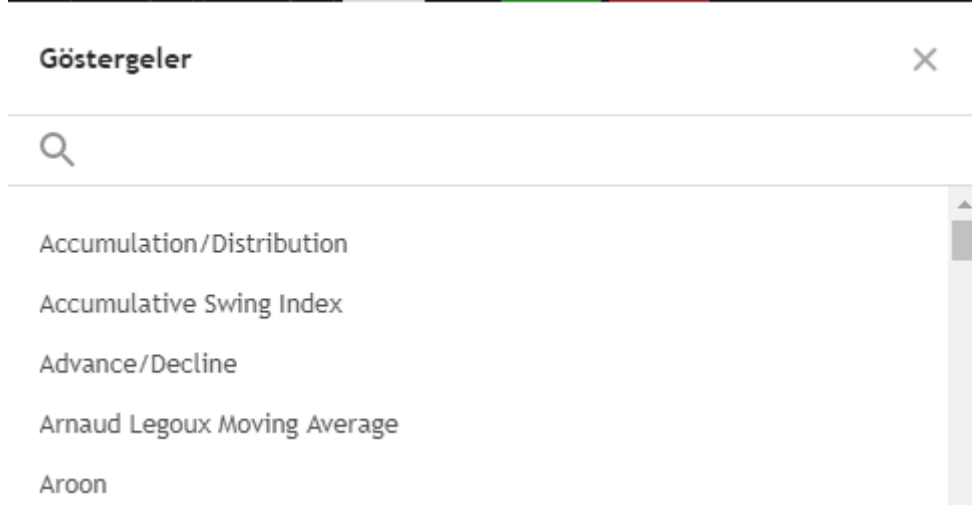 Göstergeler
Accumulation/Distribution
Accumulative Swing Index
Advance/Decline
Arnaud Legoux Moving Average
Aroon